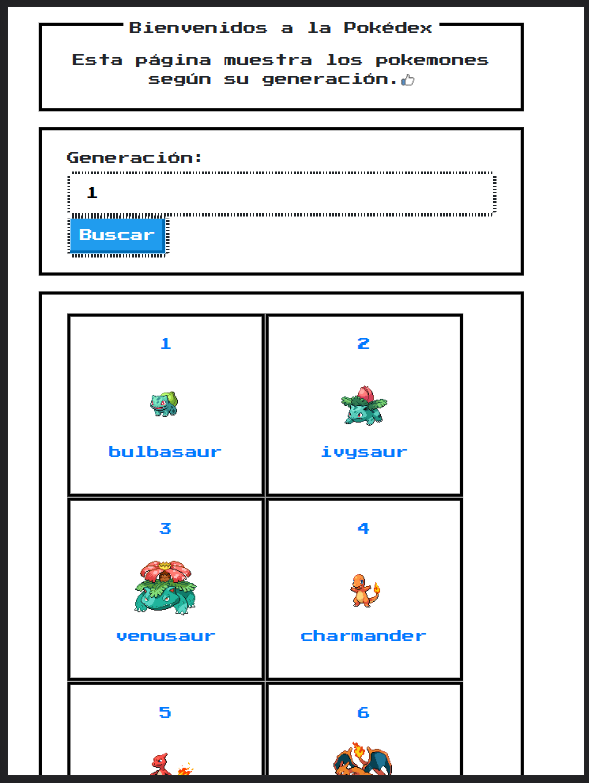 Bienvenidos a la Pokédex
Esta página muestra los pokemones
según su generación.
Generación:
1
Buscar
1
bulbasaur
2
ivysaur
3
venusaur
4
charmander
5
6